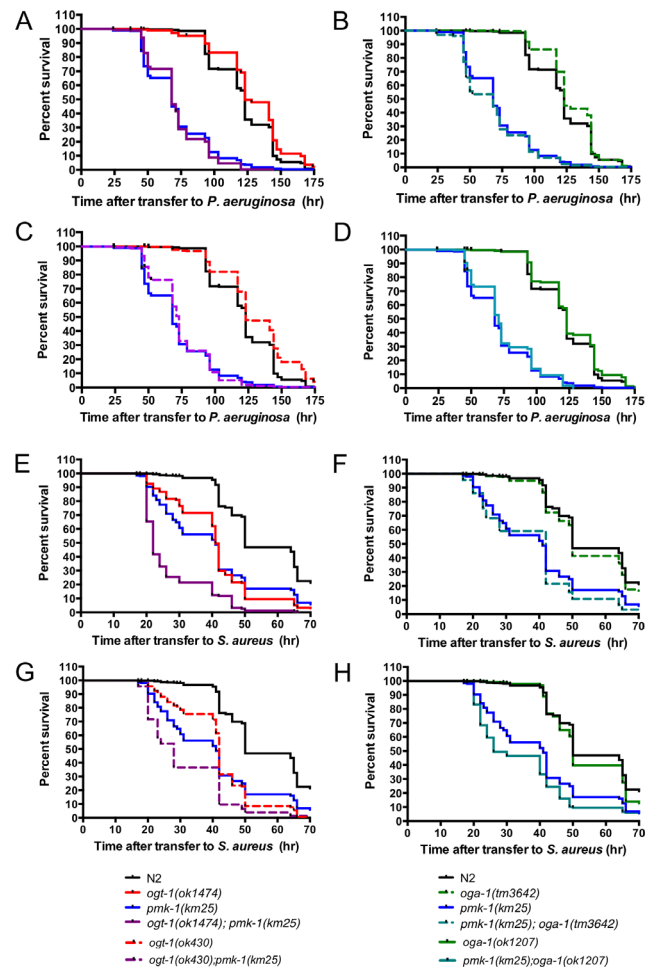 A
110
100
90
80
70
60
50
40
30
20
10
0
Percent survival
0 25 50 75 100 125 150 175
Time after transfer to P. aeruginosa (hr)
B
110
100
90
80
70
60
50
40
30
20
10
0
Percent survival
0 25 50 75 100 125 150 175
Time after transfer to P. aeruginosa (hr)
C
110
100
90
80
70
60
50
40
30
20
10
0
Percent survival
0 25 50 75 100 125 150 175
Time after transfer to P. aeruginosa (hr)
D
110
100
90
80
70
60
50
40
30
20
10
0
Percent survival
0 25 50 75 100 125 150 175
Time after transfer to P. aeruginosa (hr)
E
110
100
90
80
70
60
50
40
30
20
10
0
Percent survival
0 10 20 30 40 50 60 70
Time after transfer to S. aureus (hr)
F
110
100
90
80
70
60
50
40
30
20
10
0
Percent survival
0 10 20 30 40 50 60 70
Time after transfer to S. aureus (hr)
G
110
100
90
80
70
60
50
40
30
20
10
0
Percent survival
0 10 20 30 40 50 60 70
Time after transfer to S. aureus (hr)
H
110
100
90
80
70
60
50
40
30
20
10
0
Percent survival
0 10 20 30 40 50 60 70
Time after transfer to S. aureus (hr)
N2
ogt-1(ok1474)
pmk-1(km25)
ogt-1(ok1474); pmk-1(km25)
ogt-1(ok430)
ogt-1(ok430);pmk-1(km25)
N2
oga-1(tm3642)
pmk-1(km25)
pmk-1(km25); oga-1(tm3642)
oga-1(ok1207)
pmk-1(km25);oga-1(ok1207)